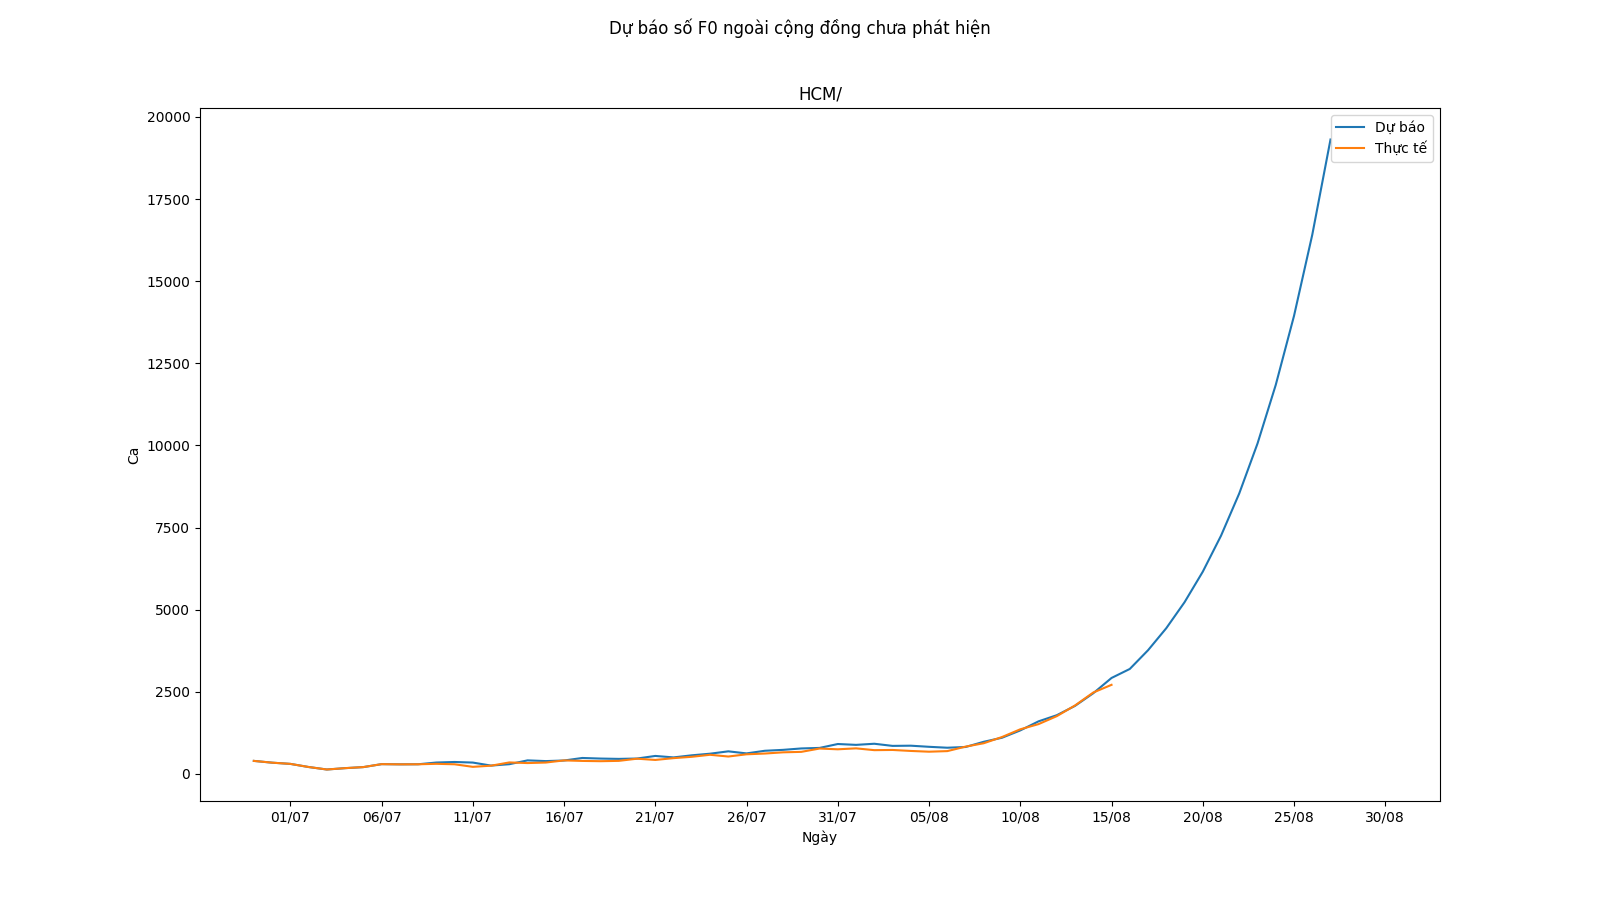 Dự báo số F0 ngoài cộng đồng chưa phát hiện
HCM/
Dự báo
Thực tế
20000
17500
15000
12500
10000
7500
5000
2500
0
Ca
01/07 06/07 11/07 16/07 21/07 26/07 31/07 05/08 10/08 15/08 20/08 25/08 30/08
Ngày